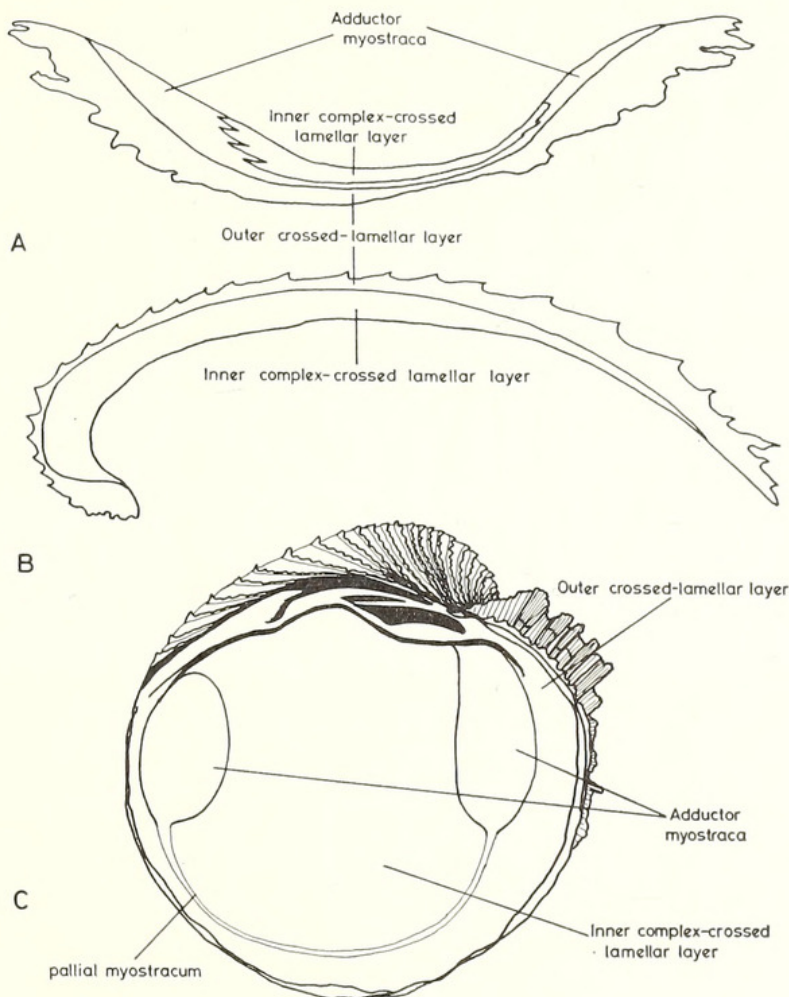 Adductor
myostraca
Inner complex-crossed
lamellar layer
Outer crossed-lamellar layer
A
Inner complex-crossed lamellar layer
B
Outer crossed-lamellar layer
Adductor
myostraca
C
Inner complex-crossed
lamellar layer
pallial myostracum